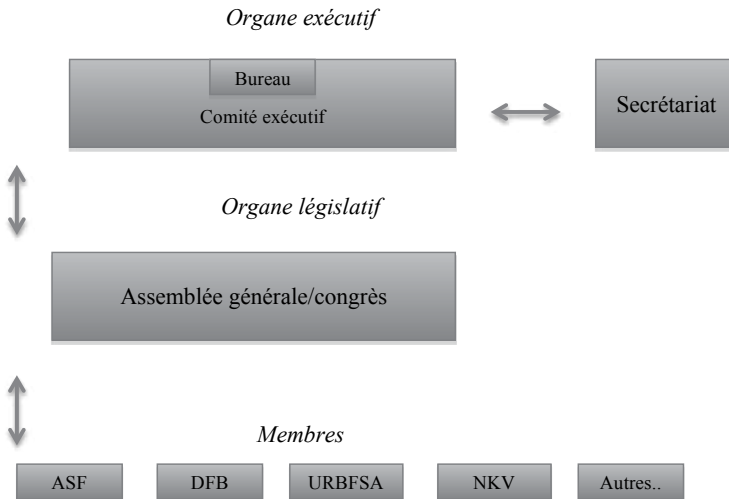 Organe exécutif
Bureau
Comité exécutif
Secrétariat
Organe législatif
Assemblée générale/congrès
Membres
ASF
DFB
URBFSA
NKV
Autres..